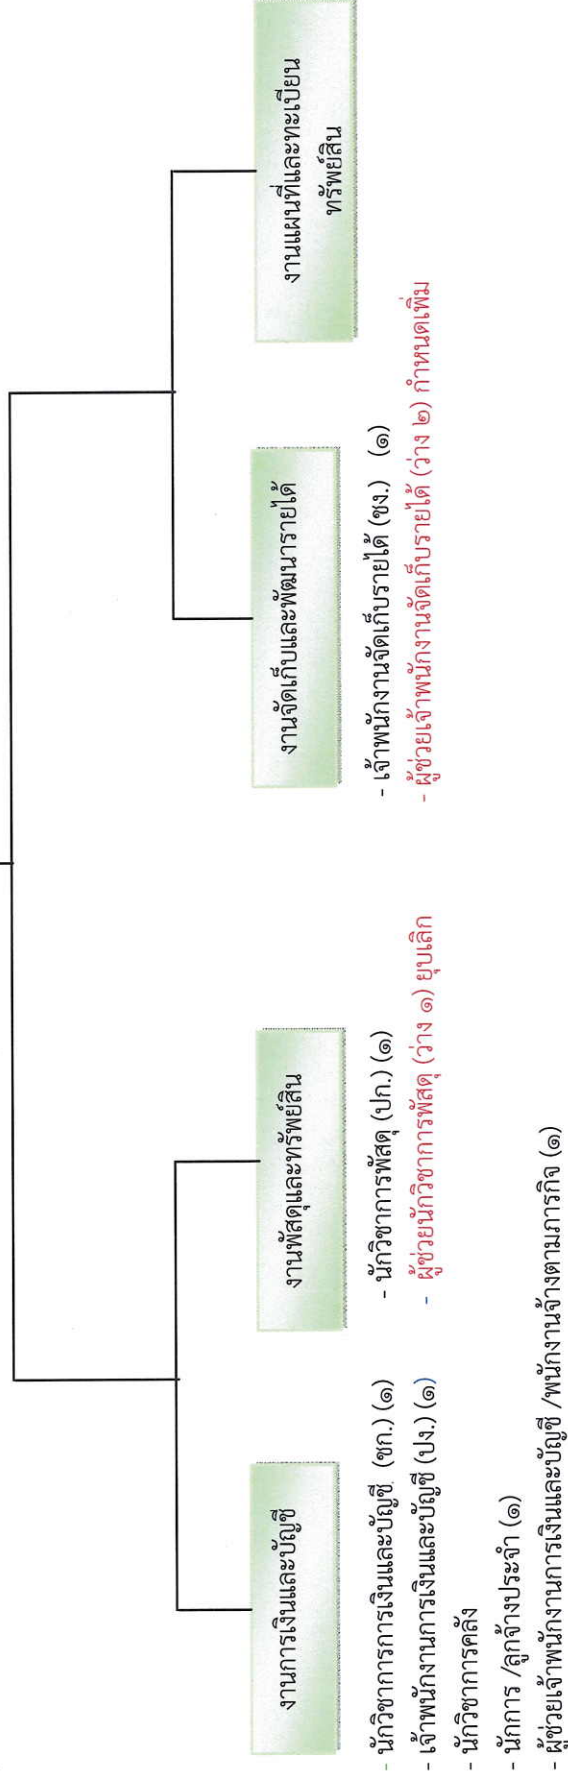 งานการเงินและบัญชี
- นักวิชาการการเงินและบัญชี (ชก.) (๑)
- เจ้าพนักงานการเงินและบัญชี (ปง.) (๑)
- นักวิชาการคลัง
- นักการ /ลูกจ้างประจำ (๑)
- ผู้ช่วยเจ้าพนักงานการเงินและบัญชี /พนักงานจ้างตามภารกิจ (๑)
งานพัสดุและทรัพย์สิน
- นักวิชาการพัสดุ (ปก.) (๑)
- ผู้ช่วยนักวิชาการพัสดุ (ว่าง ๑) ยุบเลิก
งานจัดเก็บและพัฒนารายได้
- เจ้าพนักงานจัดเก็บรายได้ (ชง.) (๑)
- ผู้ช่วยเจ้าพนักงานจัดเก็บรายได้ (ว่าง ๒) กำหนดเพิ่ม
งานแผนที่และทะเบียน
ทรัพย์สิน